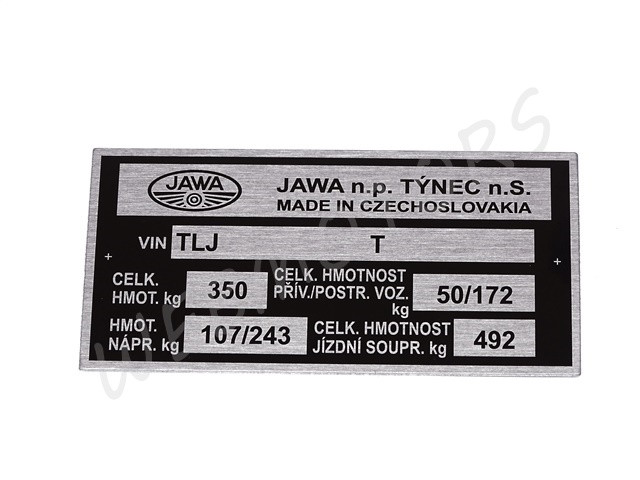 JAWA
JAWA n.p. TÝNEC n.S.
MADE IN CZECHOSLOVAKIA
VIN TLJ T
CELK. HMOT. kg 350
CELK. HMOTNOST PŘÍV./POSTR. VOZ. kg 50/172
HMOT. NÁPR. kg 107/243
CELK. HMOTNOST JÍZDNÍ SOUPR. kg 492
WEBMOTORS